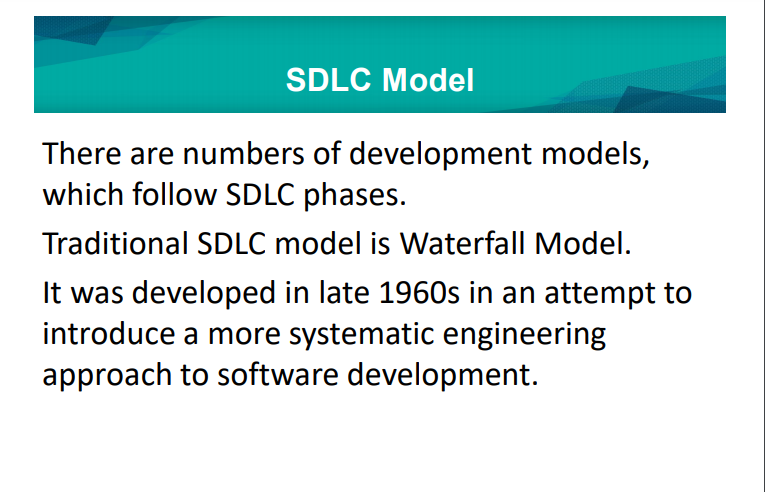 SDLC Model
There are numbers of development models,
which follow SDLC phases.
Traditional SDLC model is Waterfall Model.
It was developed in late 1960s in an attempt to
introduce a more systematic engineering
approach to software development.